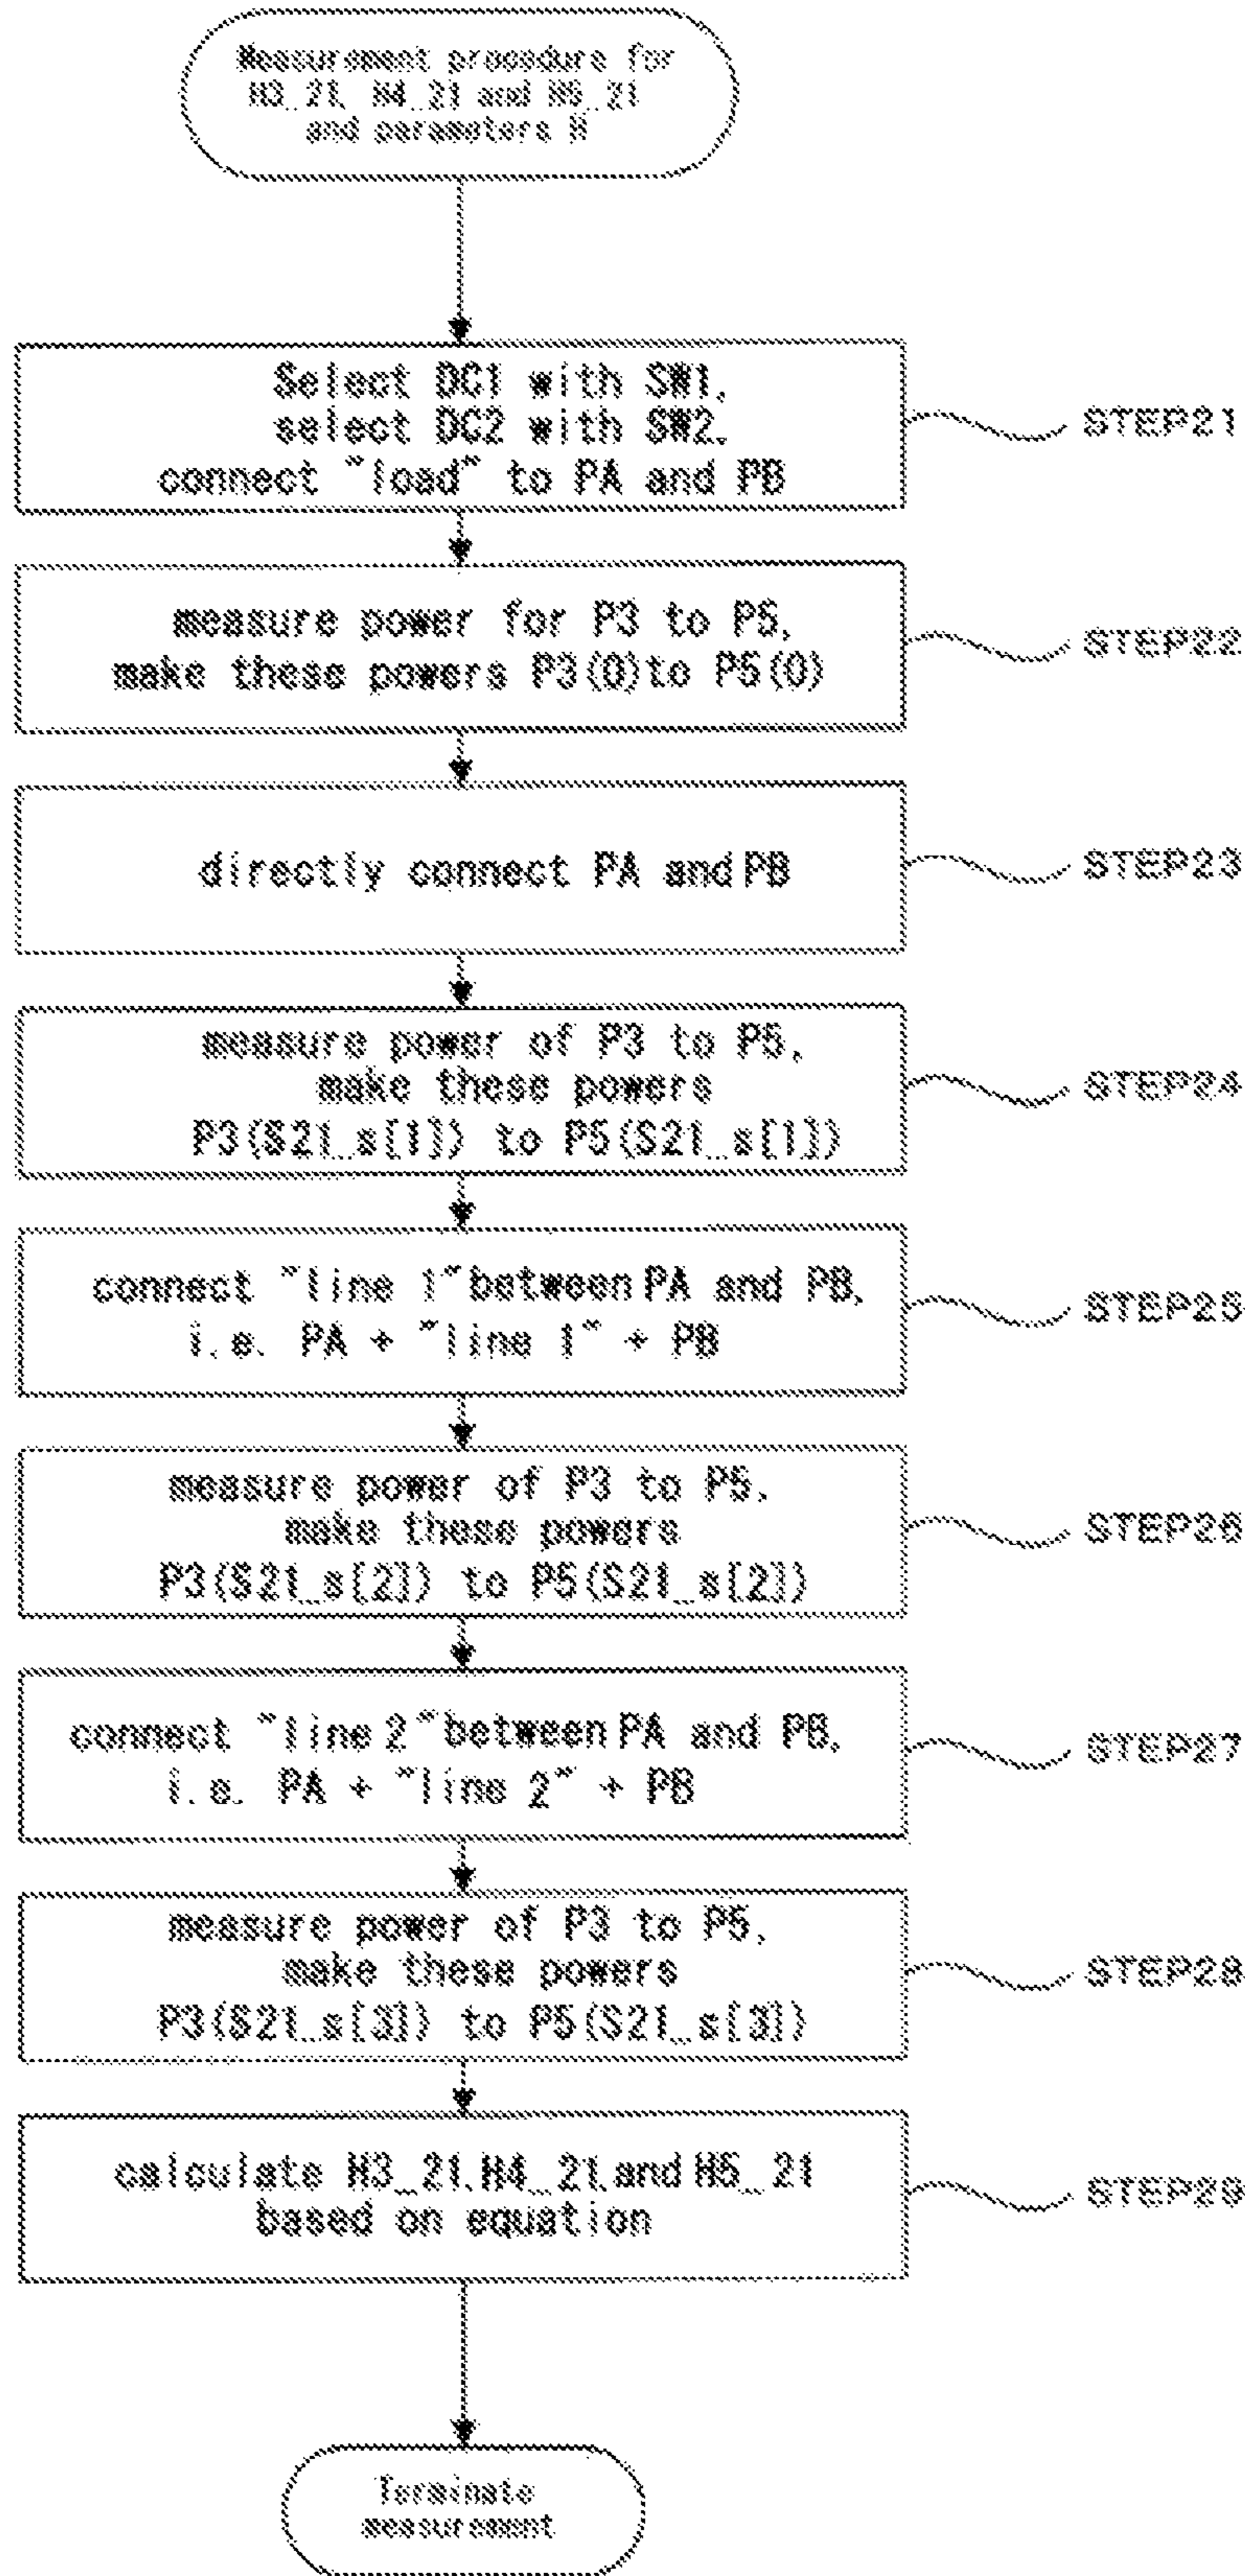 Measurement procedure for
H3_21, H4_21 and H5_21
and parameters H
Select DC1 with SW1,
select DC2 with SW2,
connect "load" to PA and PB
STEP21
measure power for P3 to P5,
make these powers P3(0)to P5(0)
STEP22
directly connect PA and PB
STEP23
measure power of P3 to P5,
make these powers
P3(S21_s[1]) to P5(S21_s[1])
STEP24
connect "line 1" between PA and PB,
i.e. PA + "line 1" + PB
STEP25
measure power of P3 to P5,
make these powers
P3(S21_s[2]) to P5(S21_s[2])
STEP26
connect "line 2" between PA and PB,
i.e. PA + "line 2" + PB
STEP27
measure power of P3 to P5,
make these powers
P3(S21_s[3]) to P5(S21_s[3])
STEP28
calculate H3_21,H4_21,and H5_21
based on equation
STEP29
Terminate
measurement